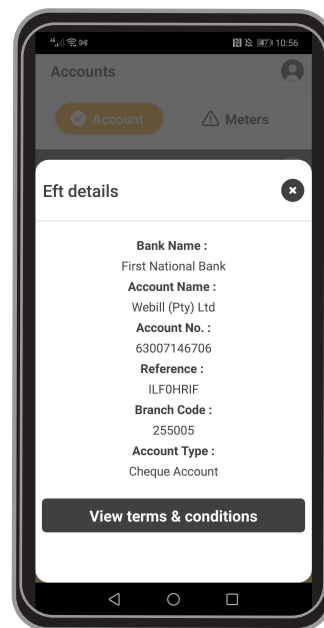 47 10:56
Accounts
Account
Meters
Eft details
Bank Name :
First National Bank
Account Name :
Webill (Pty) Ltd
Account No. :
63007146706
Reference :
ILF0HRIF
Branch Code :
255005
Account Type :
Cheque Account
View terms & conditions